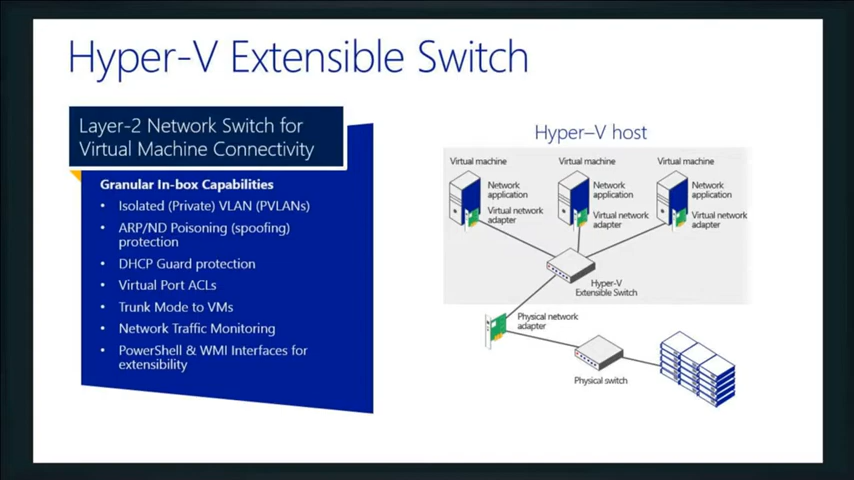 Hyper-V Extensible Switch
Layer-2 Network Switch for
Virtual Machine Connectivity
Granular In-box Capabilities
• Isolated (Private) VLAN (PVLANs)
• ARP/ND Poisoning (spoofing)
protection
• DHCP Guard protection
• Virtual Port ACLs
• Trunk Mode to VMs
• Network Traffic Monitoring
• PowerShell & WMI Interfaces for
extensibility
Hyper–V host
Virtual machine
Network
application
Virtual network
adapter
Virtual machine
Network
application
Virtual network
adapter
Virtual machine
Network
application
Virtual network
adapter
Hyper-V
Extensible Switch
Physical network
adapter
Physical switch